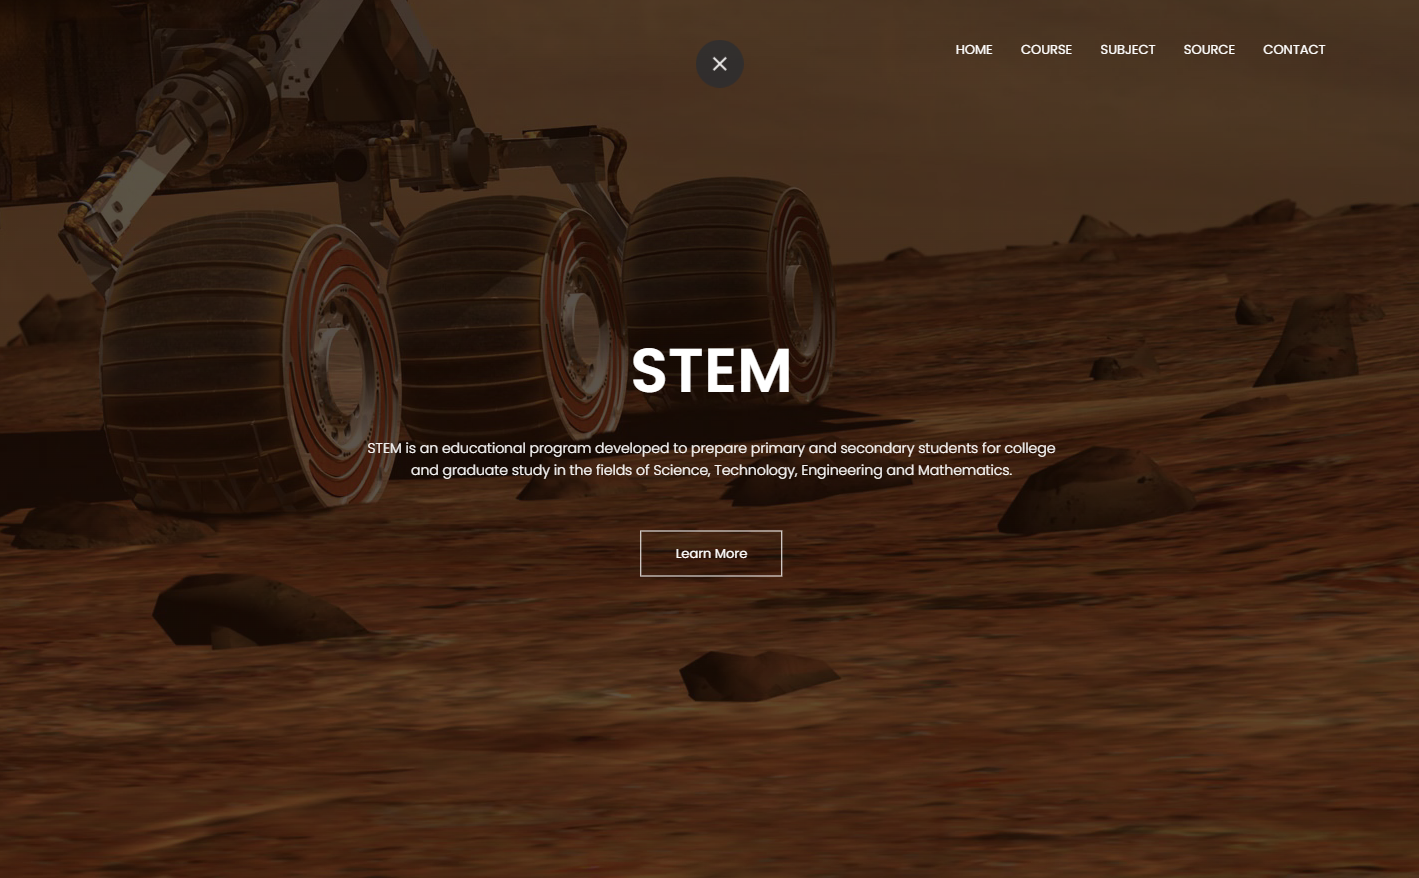 HOME COURSE SUBJECT SOURCE CONTACT
STEM
STEM is an educational program developed to prepare primary and secondary students for college
and graduate study in the fields of Science, Technology, Engineering and Mathematics.
Learn More